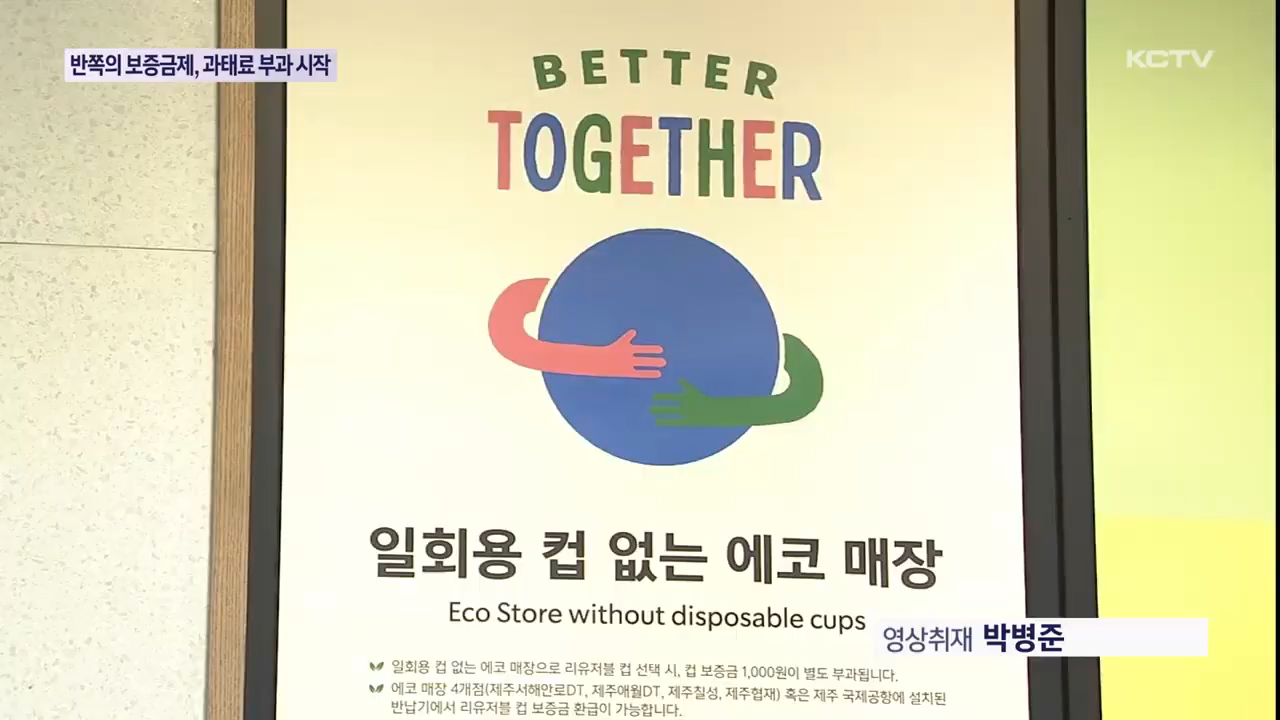 반쪽의 보증금제, 과태료 부과 시작
KCTV
BETTER
TOGETHER
일회용 컵 없는 에코 매장
Eco Store without disposable cups
영상취재 박병준
일회용 컵 없는 에코 매장으로 리유저블 컵 선택 시, 컵 보증금 1,000원이 별도 부과됩니다.
에코 매장 4개점(제주서해안로DT, 제주애월DT, 제주칠성, 제주협재) 혹은 제주 국제공항에 설치된
반납기에서 리유저블 컵 보증금 환급이 가능합니다.